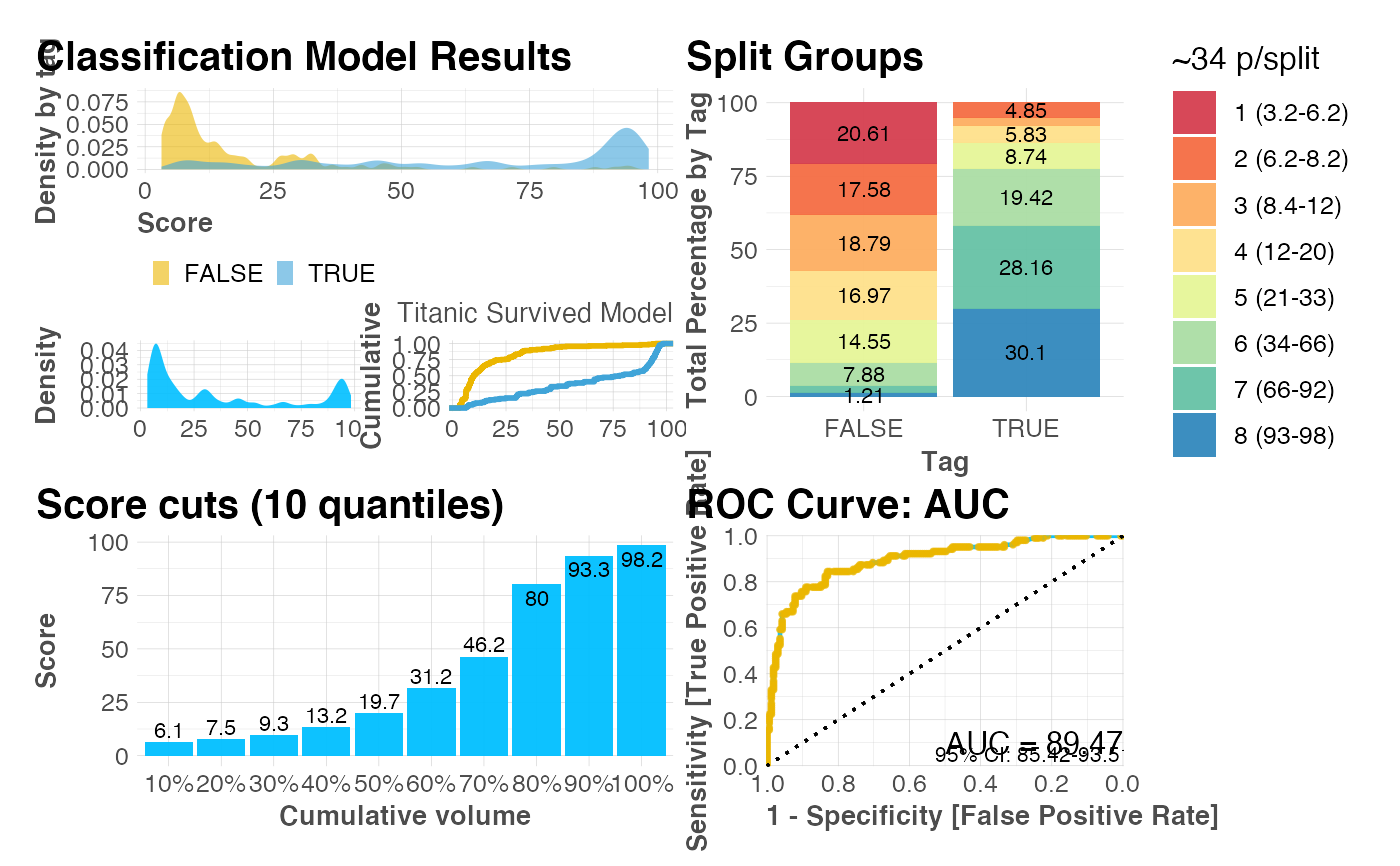 Classification Model Results
Density by tag
0.075
0.050
0.025
0.000
0 25 50 75 100
Score
FALSE TRUE
Density
0.04
0.03
0.02
0.01
0.00
0 25 50 75 10
Titanic Survived Model
Cumulative
1.00
0.75
0.50
0.25
0.00
0 25 50 75 100
Split Groups
Total Percentage by Tag
100
75
50
25
0
20.61
17.58
18.79
16.97
14.55
7.88
1.21
4.85
5.83
8.74
19.42
28.16
30.1
FALSE TRUE
Tag
~34 p/split
1 (3.2-6.2)
2 (6.2-8.2)
3 (8.4-12)
4 (12-20)
5 (21-33)
6 (34-66)
7 (66-92)
8 (93-98)
Score cuts (10 quantiles)
Score
100
75
50
25
0
6.1 7.5 9.3 13.2 19.7 31.2 46.2 80 93.3 98.2
10% 20% 30% 40% 50% 60% 70% 80% 90% 100%
Cumulative volume
ROC Curve: AUC
Sensitivity [True Positive Rate]
1.0
0.8
0.6
0.4
0.2
0.0
AUC = 89.47
95% CI: 85.42-93.5
1.0 0.8 0.6 0.4 0.2 0.0
1 - Specificity [False Positive Rate]